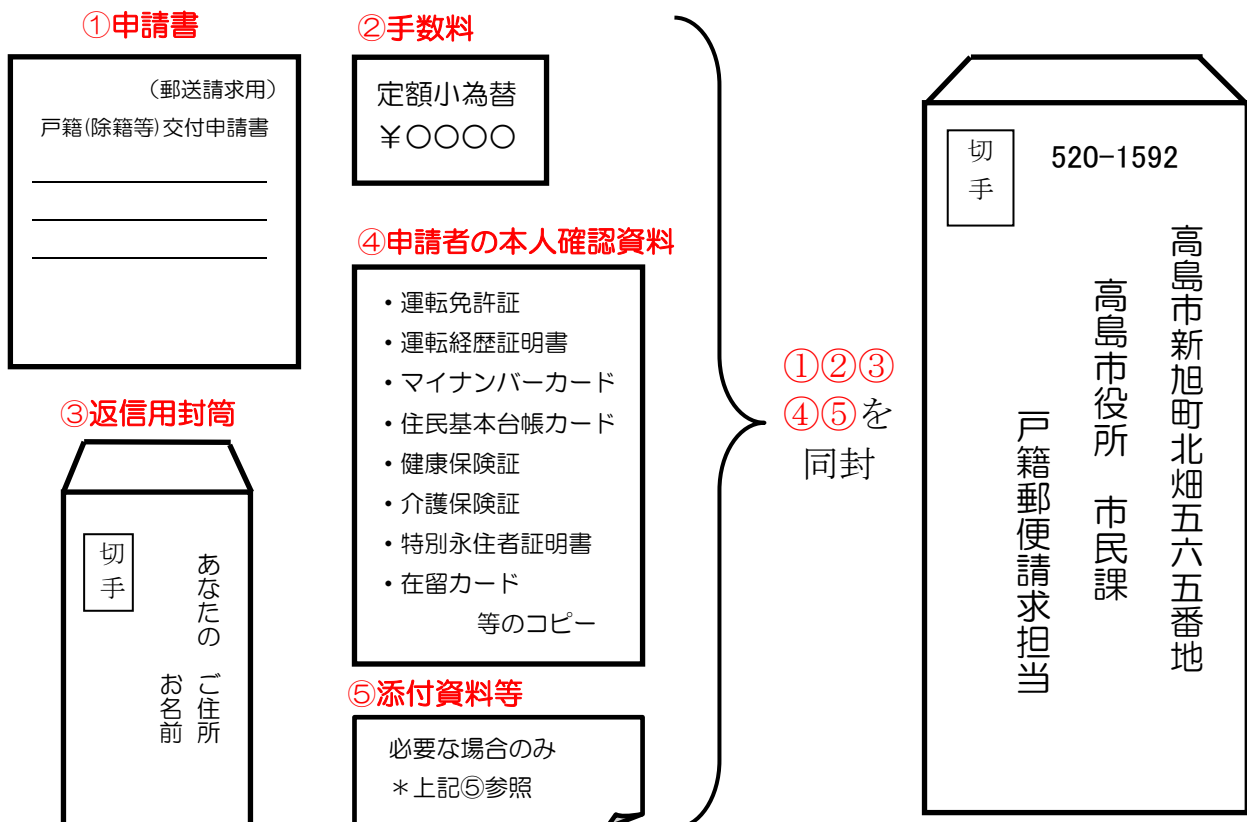 ①申請書
(郵送請求用)
戸籍(除籍等)交付申請書
②手数料
定額小為替
¥○○○○
③返信用封筒
切手
あなたの ご住所
お名前
④申請者の本人確認資料
・運転免許証
・運転経歴証明書
・マイナンバーカード
・住民基本台帳カード
・健康保険証
・介護保険証
・特別永住者証明書
・在留カード
等のコピー
⑤添付資料等
必要な場合のみ
*上記⑤参照
①②③
④⑤を
同封
切手
520-1592
高島市新旭町北畑五六五番地
高島市役所 市民課
戸籍郵便請求担当